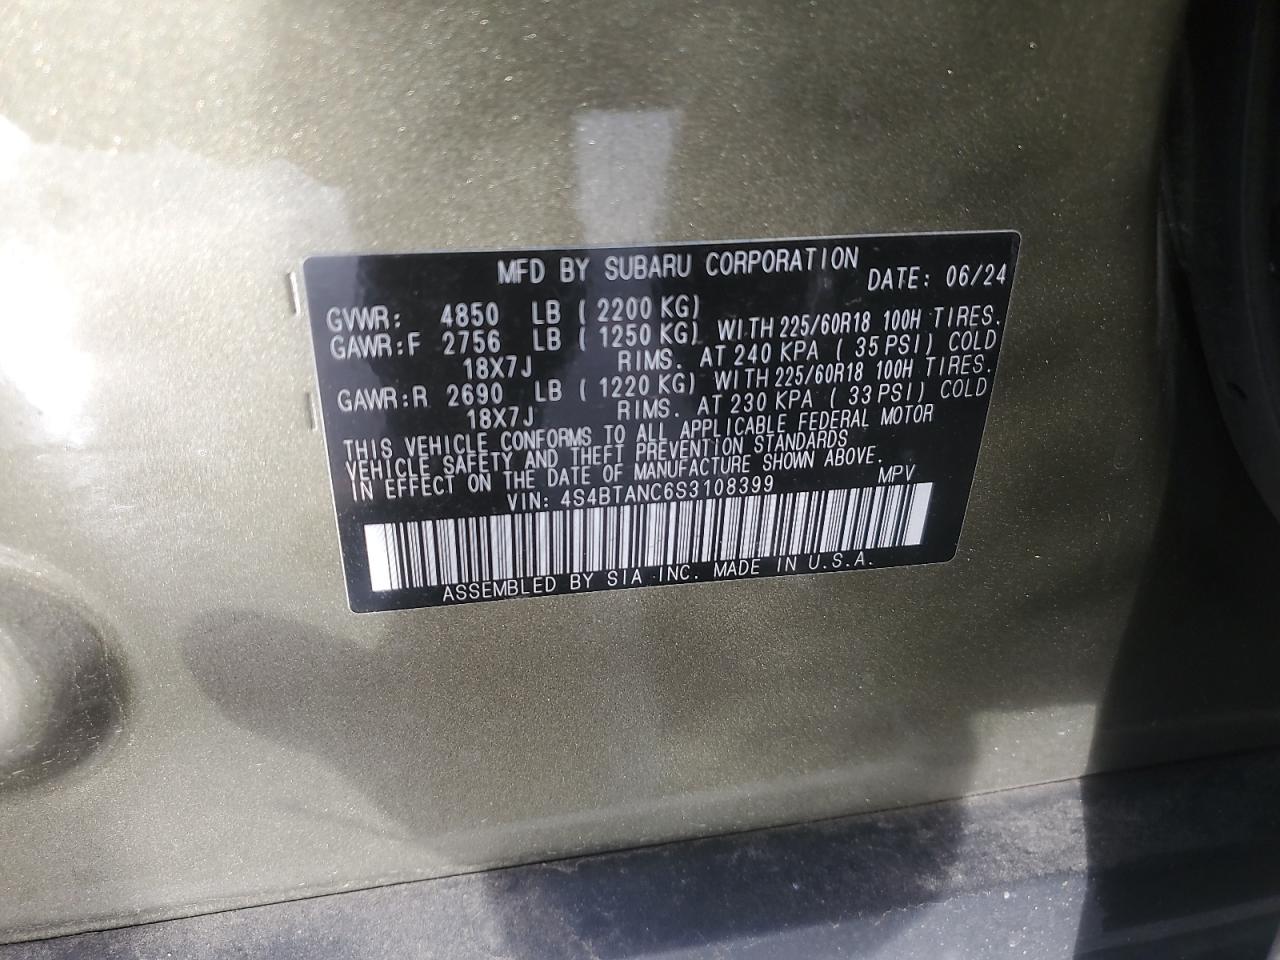 MFD BY SUBARU CORPORATION DATE: 06/24
GVWR: 4850 LB ( 2200 KG)
GAWR:F 2756 LB ( 1250 KG) WITH 225/60R18 100H TIRES.
18X7J RIMS. AT 240 KPA ( 35 PSI) COLD
GAWR:R 2690 LB ( 1220 KG) WITH 225/60R18 100H TIRES.
18X7J RIMS. AT 230 KPA ( 33 PSI) COLD
THIS VEHICLE CONFORMS TO ALL APPLICABLE FEDERAL MOTOR
VEHICLE SAFETY AND THEFT PREVENTION STANDARDS
IN EFFECT ON THE DATE OF MANUFACTURE SHOWN ABOVE.
VIN: 4S4BTANC6S3108399 MPV
ASSEMBLED BY SIA INC. MADE IN U.S.A.